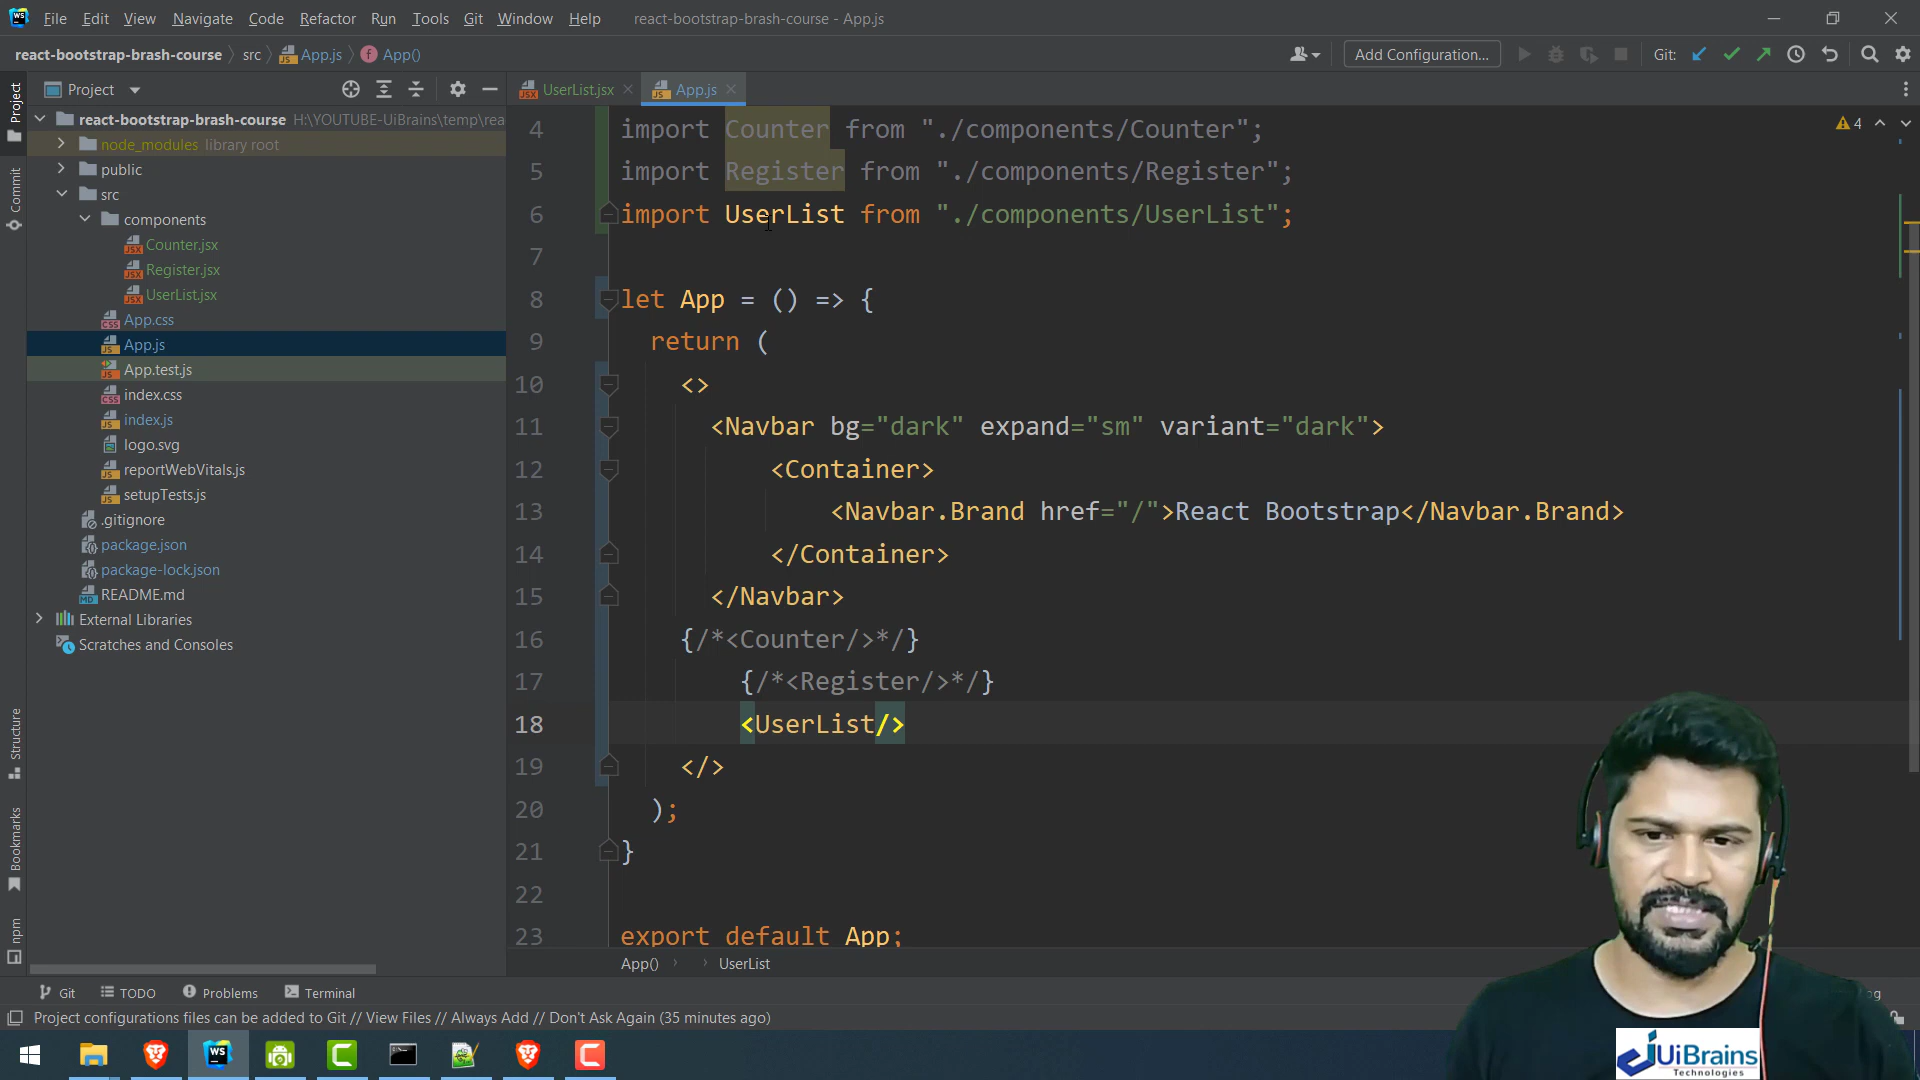 File Edit View Navigate Code Refactor Run Tools Git Window Help react-bootstrap-brash-course - App.js
react-bootstrap-brash-course src App.js App() Add Configuration... Git:
Project UserList.jsx App.js
react-bootstrap-brash-course H:\YOUTUBE-UiBrains\temp\rea
node_modules library root
public
src
components
Counter.jsx
Register.jsx
UserList.jsx
App.css
App.js
App.test.js
index.css
index.js
logo.svg
reportWebVitals.js
setupTests.js
.gitignore
package.json
package-lock.json
README.md
External Libraries
Scratches and Consoles
Project
Commit
Structure
Bookmarks
npm
4 import Counter from "./components/Counter";
5 import Register from "./components/Register";
6 import UserList from "./components/UserList";
7
8 let App = () => {
9 return (
10 <>
11 <Navbar bg="dark" expand="sm" variant="dark">
12 <Container>
13 <Navbar.Brand href="/">React Bootstrap</Navbar.Brand>
14 </Container>
15 </Navbar>
16 {/*<Counter/>*/}
17 {/*<Register/>*/}
18 <UserList/>
19 </>
20 );
21 }
22
23 export default App;
4
App() UserList
Git TODO Problems Terminal
Project configurations files can be added to Git // View Files // Always Add // Don't Ask Again (35 minutes ago)
WS
UiBrains
Technologies